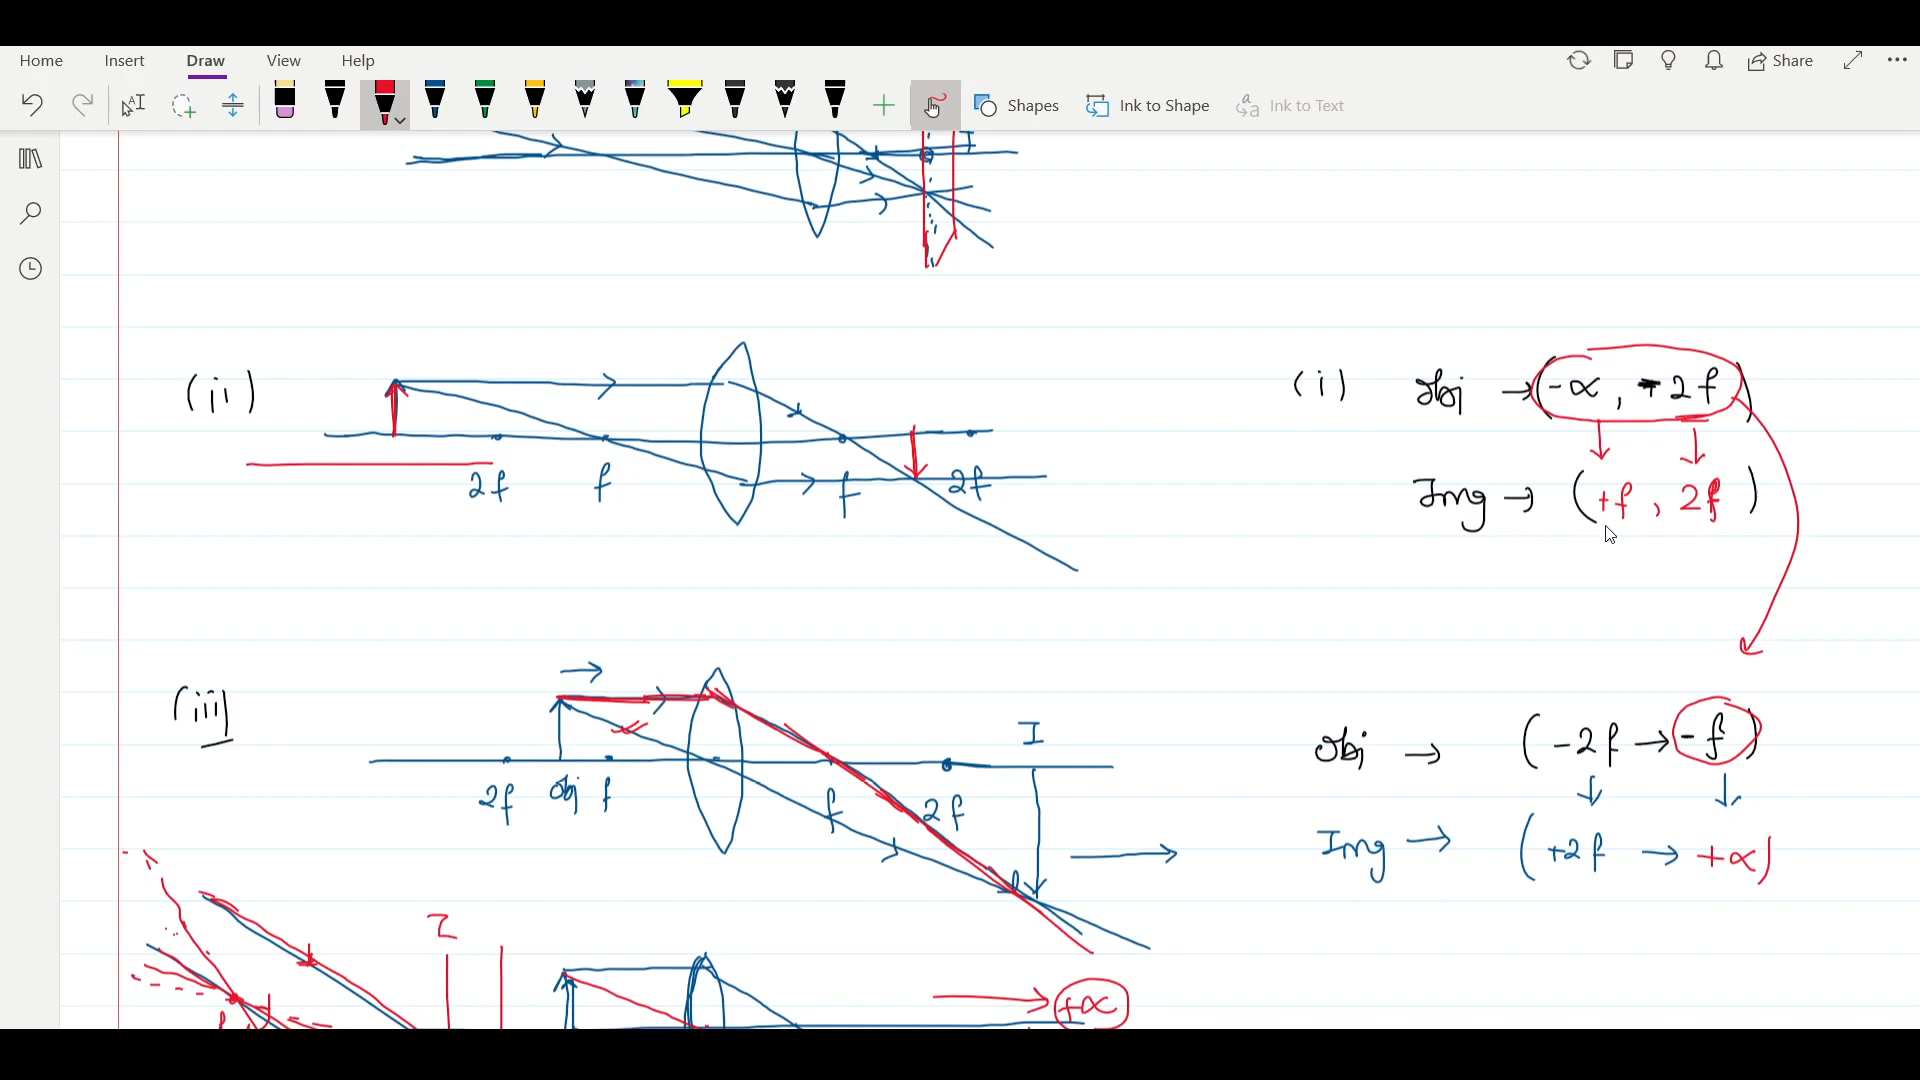 Home Insert Draw View Help Share
Shapes Ink to Shape Ink to Text
I
(ii)
2f f f 2f
(i) Obj → (-∝, -2f)
Img → (+f, 2f)
(iii)
I
2f Obj f f 2f
Obj → (-2f → -f)
Img → (+2f → +∝)
I
+∝